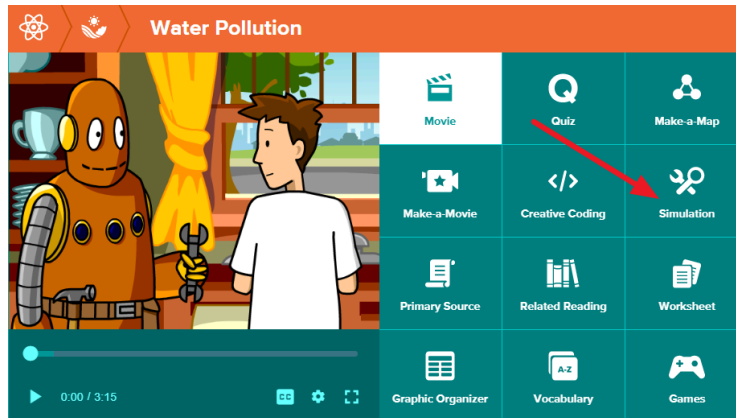 Water Pollution
Movie
Quiz
Make-a-Map
Make-a-Movie
Creative Coding
Simulation
Primary Source
Related Reading
Worksheet
Graphic Organizer
A-Z
Vocabulary
Games
0:00 / 3:15
CC